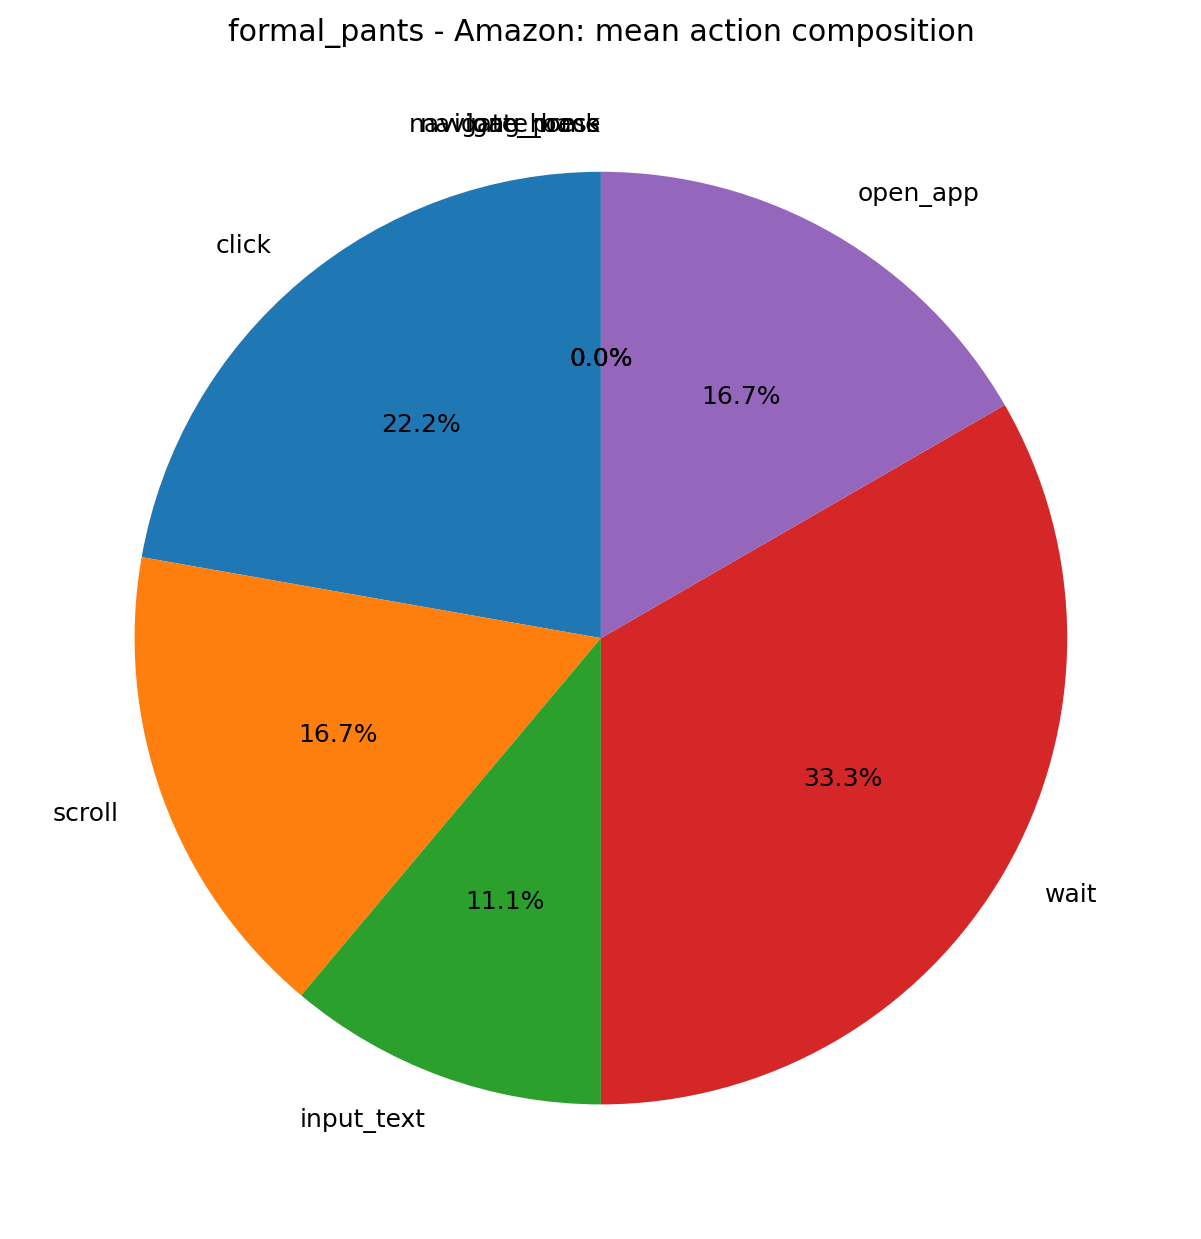 formal_pants - Amazon: mean action composition
open_app
click
0.0%
16.7%
22.2%
16.7%
33.3%
scroll
wait
11.1%
input_text